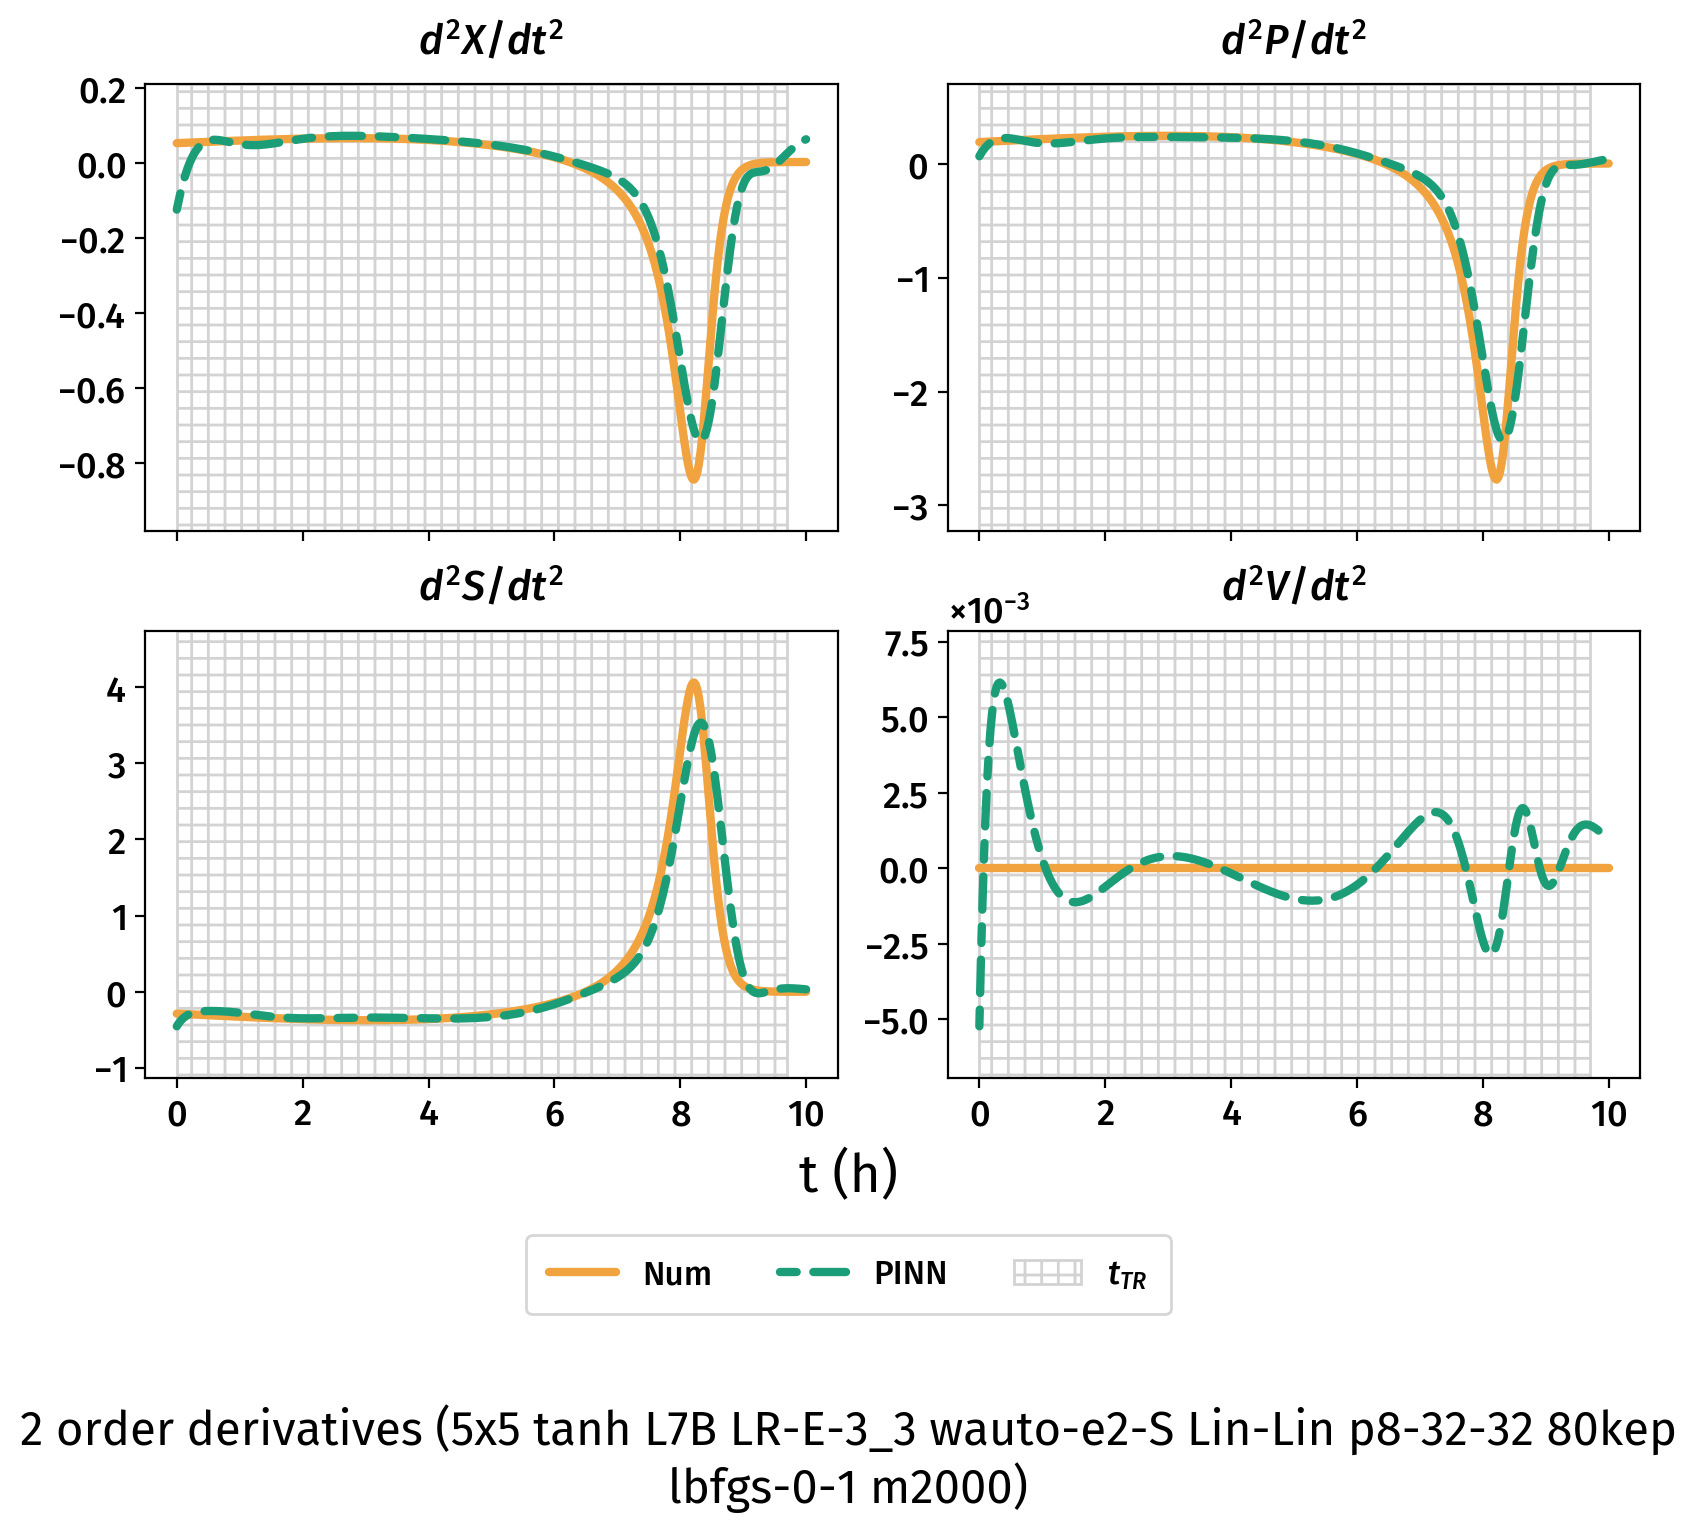 d²X/dt²
d²P/dt²
0.2
0.0
−0.2
−0.4
−0.6
−0.8
0
−1
−2
−3
d²S/dt²
d²V/dt²
×10⁻³
4
3
2
1
0
−1
7.5
5.0
2.5
0.0
−2.5
−5.0
0 2 4 6 8 10
0 2 4 6 8 10
t (h)
Num PINN t_TR
2 order derivatives (5x5 tanh L7B LR-E-3_3 wauto-e2-S Lin-Lin p8-32-32 80kep
lbfgs-0-1 m2000)